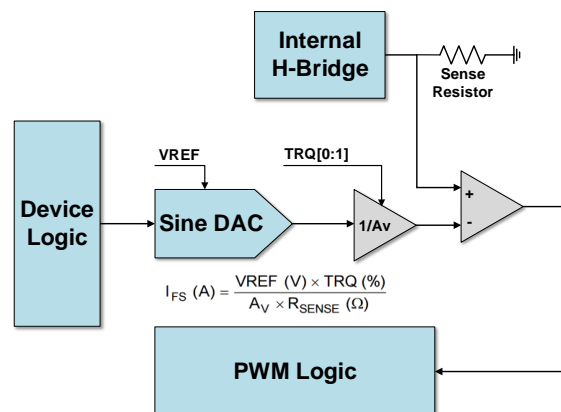 Internal
H-Bridge
Sense
Resistor
VREF
TRQ[0:1]
Device
Logic
Sine DAC
1/Av
+
-
I_FS (A) = VREF (V) × TRQ (%) / A_V × R_SENSE (Ω)
PWM Logic